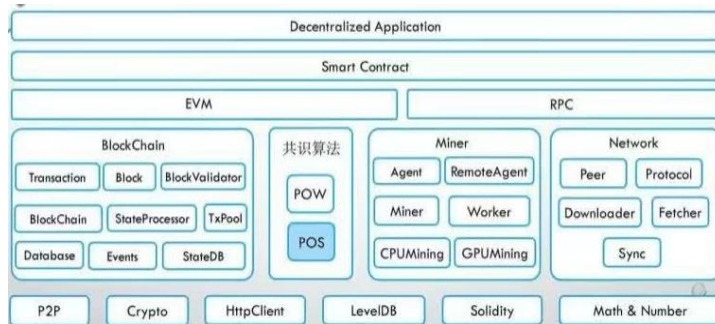 Decentralized Application
Smart Contract
EVM
RPC
BlockChain
Transaction
Block
BlockValidator
BlockChain
StateProcessor
TxPool
Database
Events
StateDB
共识算法
POW
POS
Miner
Agent
RemoteAgent
Miner
Worker
CPUMining
GPUMining
Network
Peer
Protocol
Downloader
Fetcher
Sync
P2P
Crypto
HttpClient
LevelDB
Solidity
Math & Number